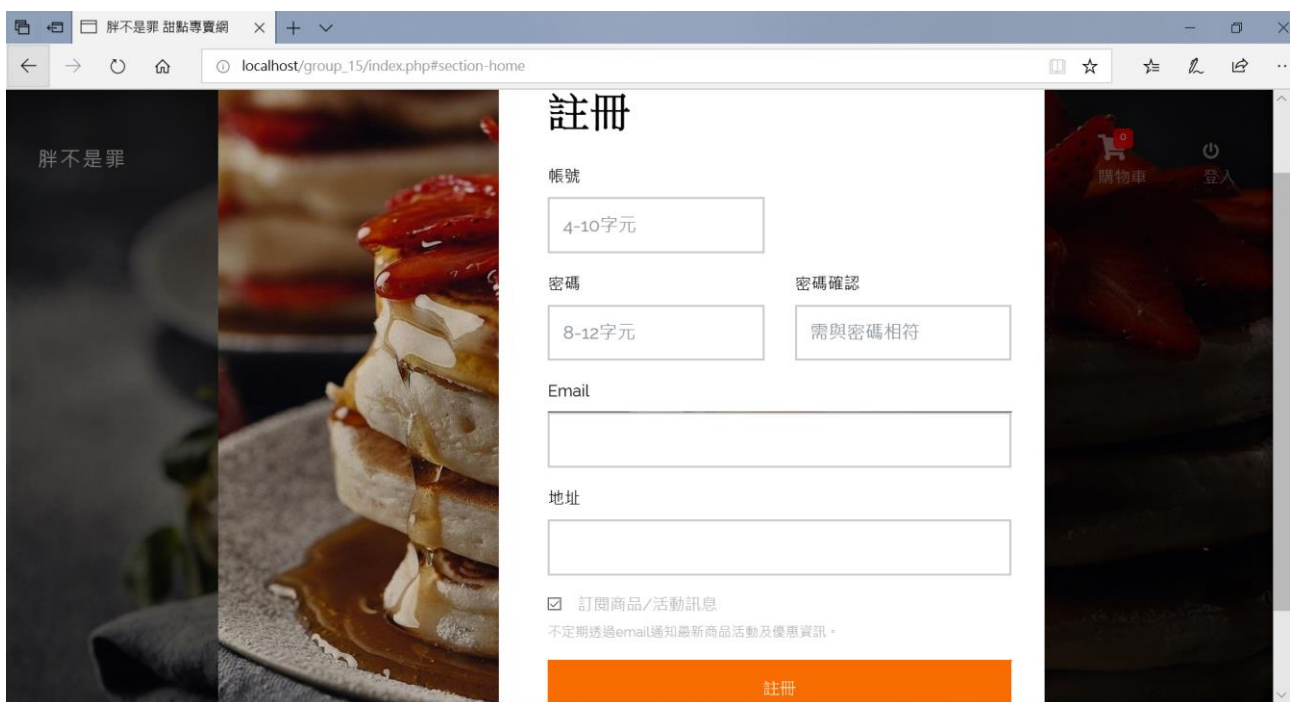 胖不是罪 甜點專賣網
localhost/group_15/index.php#section-home
註冊
胖不是罪
0
購物車
登入
帳號
4-10字元
密碼
密碼確認
8-12字元
需與密碼相符
Email
地址
訂閱商品/活動訊息
不定期透過email通知最新商品活動及優惠資訊。
註冊